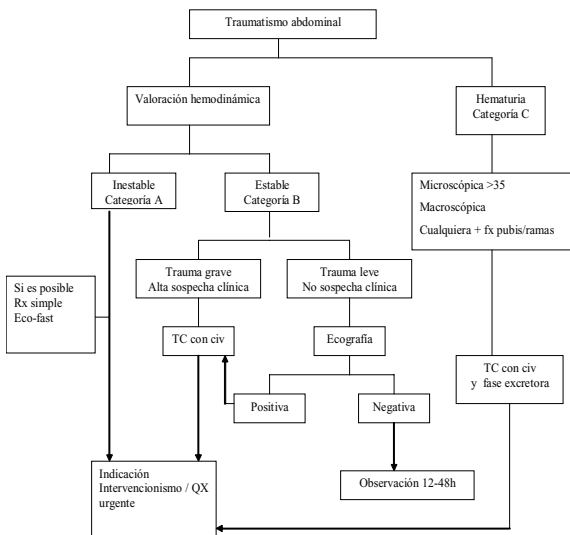 Traumatismo abdominal
Valoración hemodinámica
Hematuria
Categoría C
Inestable
Categoría A
Estable
Categoría B
Microscópica >35
Macroscópica
Cualquiera + fx pubis/ramas
Si es posible
Rx simple
Eco-fast
Trauma grave
Alta sospecha clínica
Trauma leve
No sospecha clínica
TC con civ
Ecografía
TC con civ
y fase excretora
Positiva
Negativa
Indicación
Intervencionismo / QX
urgente
Observación 12-48h